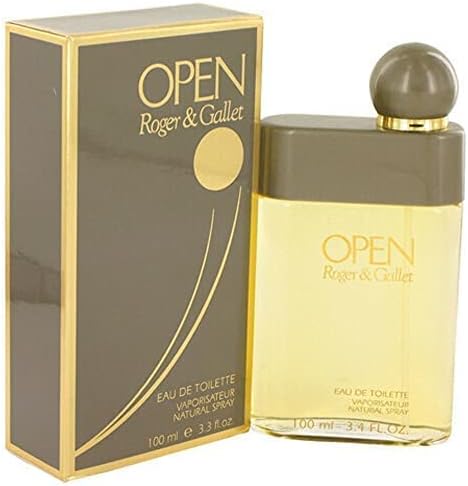 OPEN
Roger & Gallet
EAU DE TOILETTE
VAPORISATEUR
NATURAL SPRAY
100 ml e 3.3 fl.oz.
OPEN
Roger & Gallet
EAU DE TOILETTE
VAPORISATEUR
NATURAL SPRAY
100 ml - 3.4 FL.OZ.